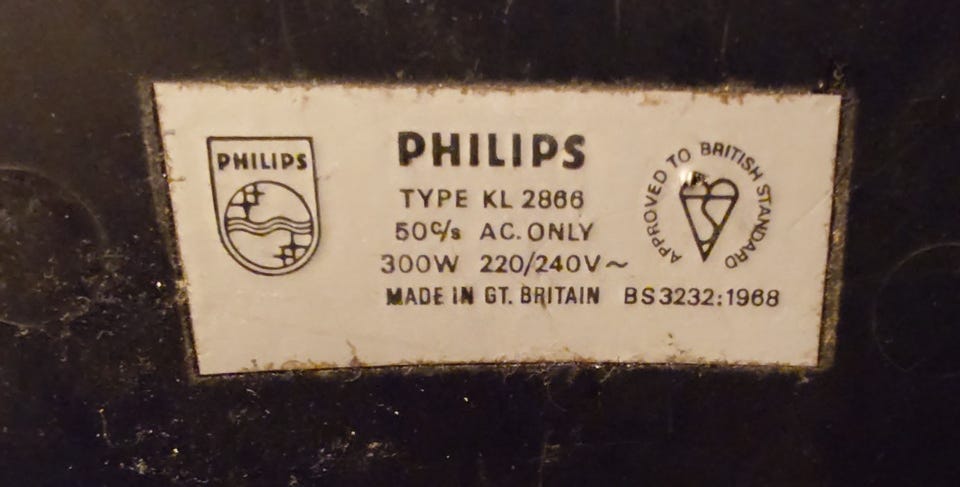 PHILIPS
PHILIPS
TYPE KL 2866
50c/s AC. ONLY
300W 220/240V~
MADE IN GT. BRITAIN BS3232:1968
APPROVED TO BRITISH STANDARD